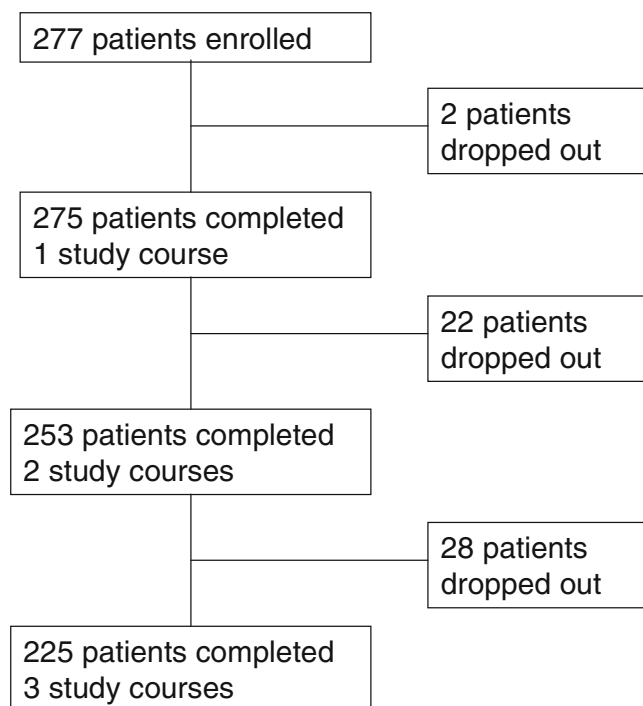 277 patients enrolled
2 patients
dropped out
275 patients completed
1 study course
22 patients
dropped out
253 patients completed
2 study courses
28 patients
dropped out
225 patients completed
3 study courses